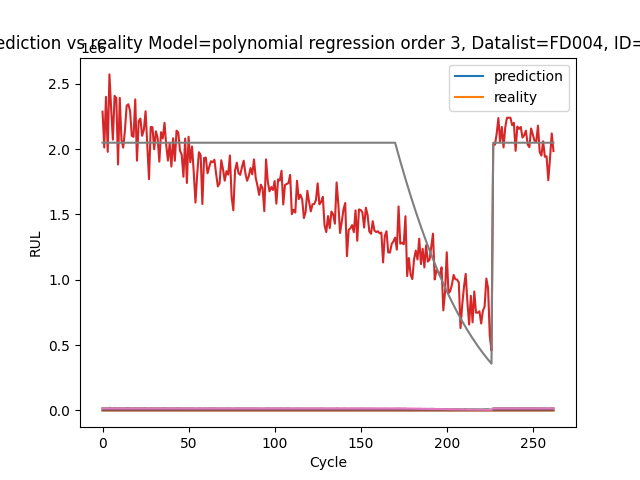 ediction vs reality Model=polynomial regression order 3, Datalist=FD004, ID=
1e6
prediction
reality
2.5
2.0
1.5
1.0
0.5
0.0
RUL
0 50 100 150 200 250
Cycle